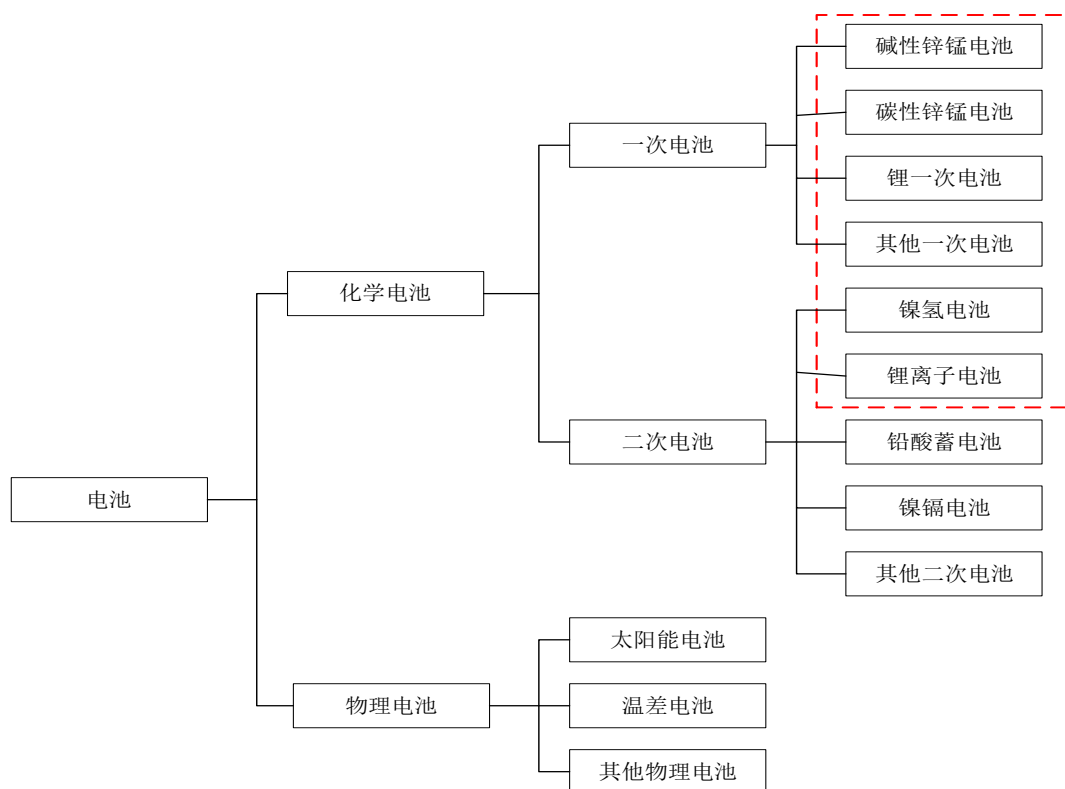 碱性锌锰电池
碳性锌锰电池
一次电池
锂一次电池
其他一次电池
化学电池
镍氢电池
锂离子电池
二次电池
铅酸蓄电池
电池
镍镉电池
其他二次电池
太阳能电池
物理电池
温差电池
其他物理电池